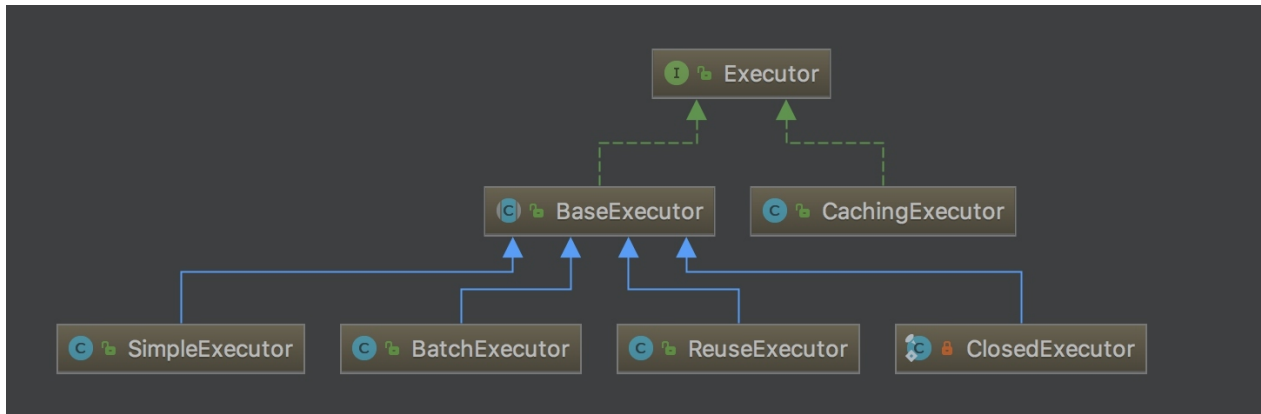 I Executor
C BaseExecutor
C CachingExecutor
C SimpleExecutor
C BatchExecutor
C ReuseExecutor
C ClosedExecutor